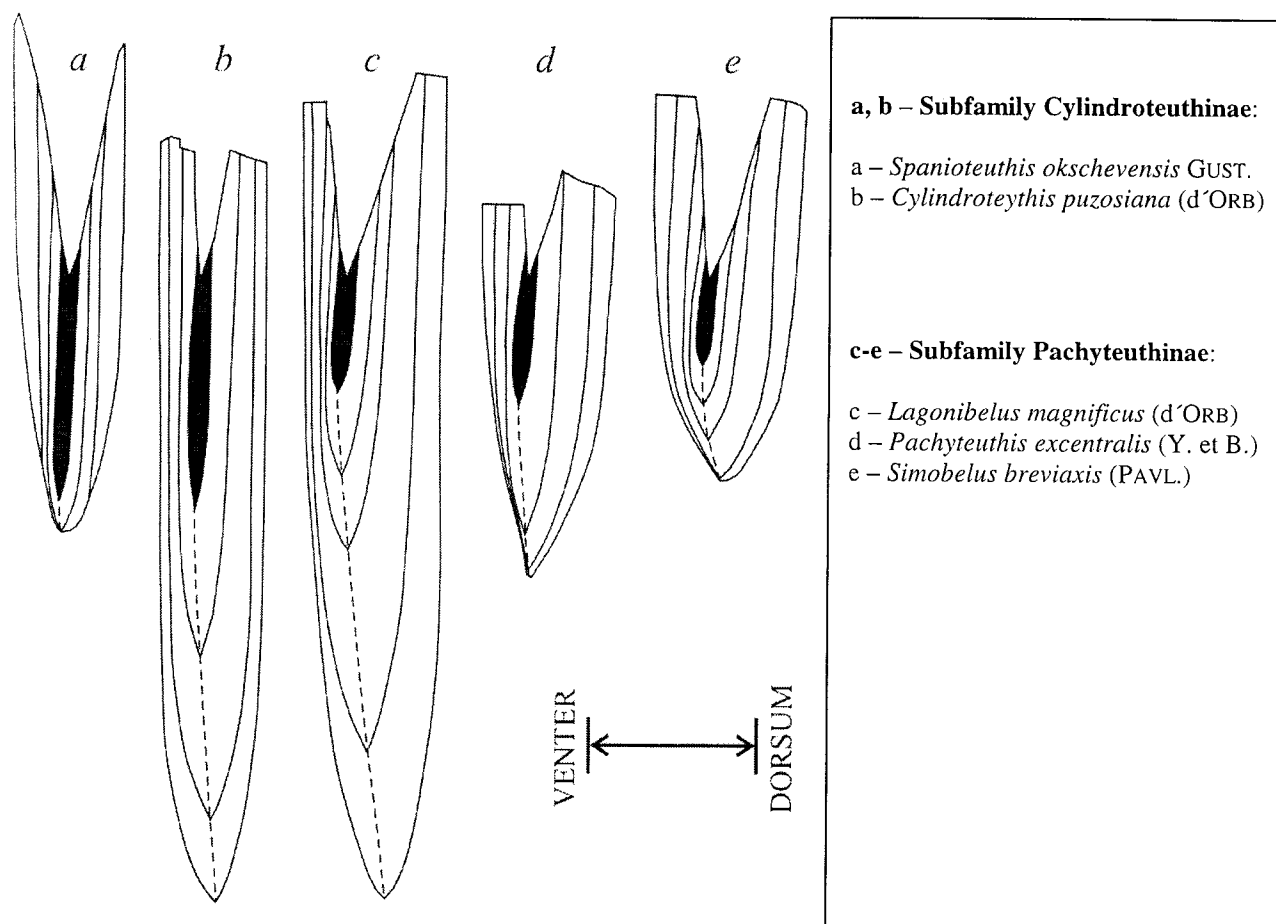 a b c d e
VENTER
DORSUM
a, b – Subfamily Cylindroteuthinae:
a – Spanioteuthis okschevensis GUST.
b – Cylindroteythis puzosiana (d´ORB)
c-e – Subfamily Pachyteuthinae:
c – Lagonibelus magnificus (d´ORB)
d – Pachyteuthis excentralis (Y. et B.)
e – Simobelus breviaxis (PAVL.)